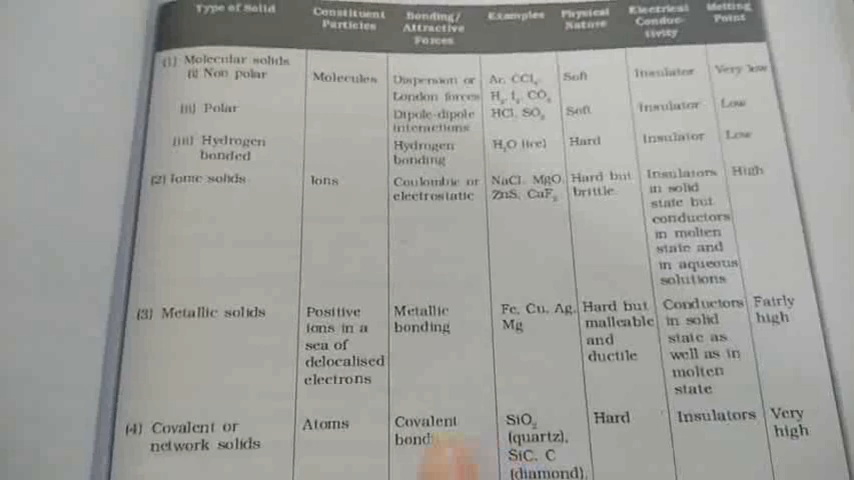 Type of Solid
Constituent Particles
Bonding/ Attractive Forces
Examples
Physical Nature
Electrical Conduc- tivity
Melting Point
(1) Molecular solids
(i) Non polar
Molecules
Dispersion or London forces
Ar, CCl₄, H₂, I₂, CO₂
Soft
Insulator
Very low
(ii) Polar
Dipole-dipole interactions
HCl, SO₂
Soft
Insulator
Low
(iii) Hydrogen bonded
Hydrogen bonding
H₂O (ice)
Hard
Insulator
Low
(2) Ionic solids
Ions
Coulombic or electrostatic
NaCl, MgO, ZnS, CaF₂
Hard but brittle
Insulators in solid state but conductors in molten state and in aqueous solutions
High
(3) Metallic solids
Positive ions in a sea of delocalised electrons
Metallic bonding
Fe, Cu, Ag, Mg
Hard but malleable and ductile
Conductors in solid state as well as in molten state
Fairly high
(4) Covalent or network solids
Atoms
Covalent
SiO₂ (quartz), SiC, C (diamond),
Hard
Insulators
Very high